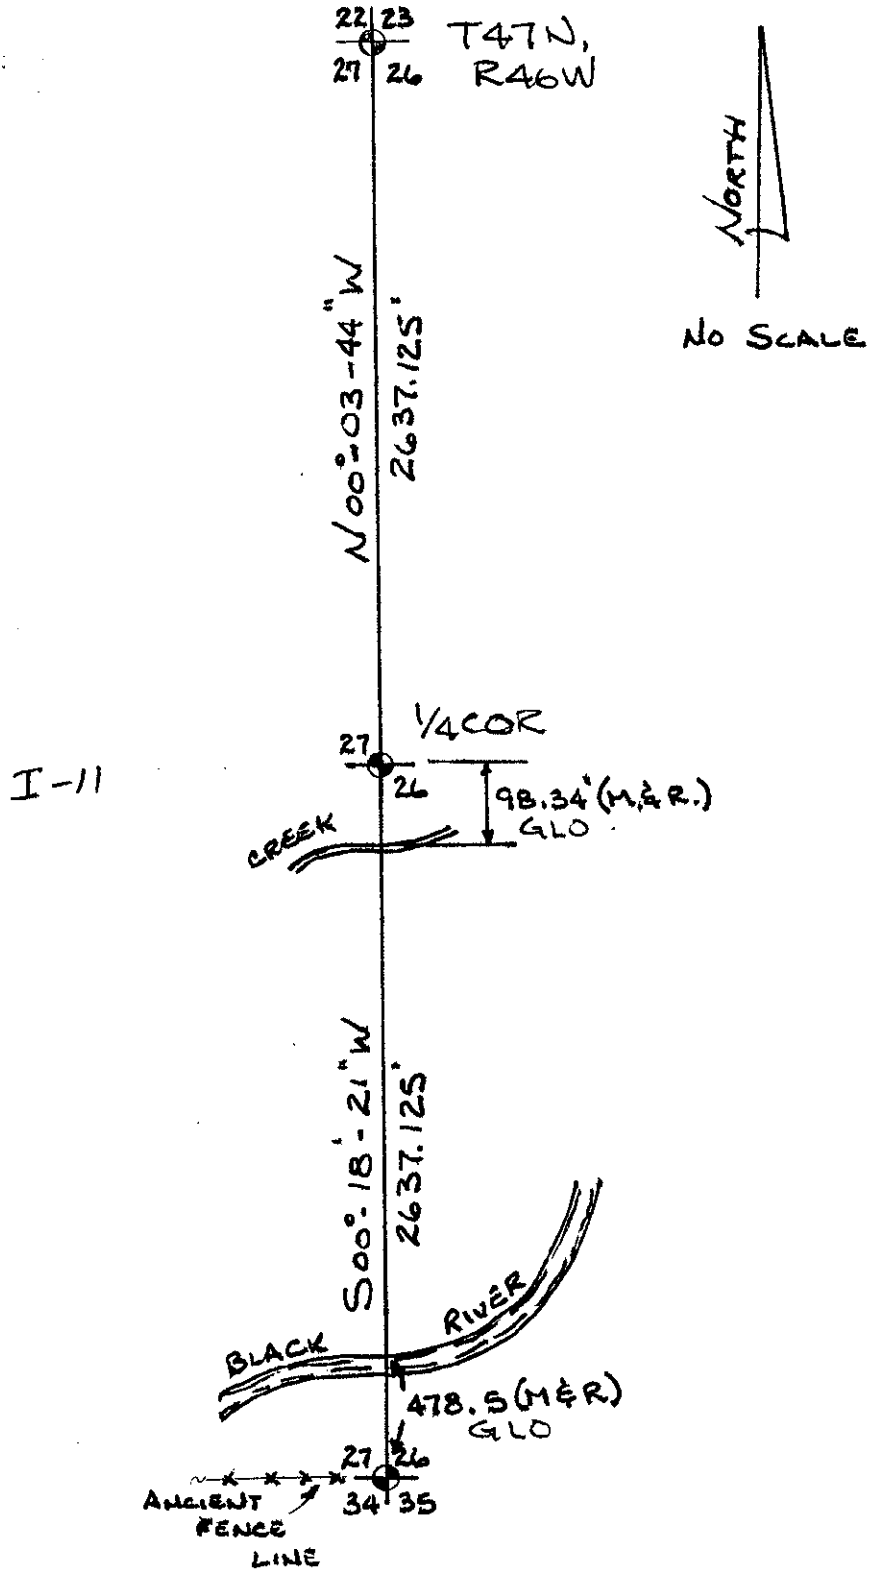 22 23
T47N,
27 26
R46W
NORTH
NO SCALE
N00°-03-44"W
2637.125'
1/4 COR
27
26
I-11
98.34' (M.& R.)
GLO
CREEK
S00°-18'-21"W
2637.125'
BLACK RIVER
478.5 (M & R)
GLO
27 26
34 35
ANCIENT
FENCE
LINE